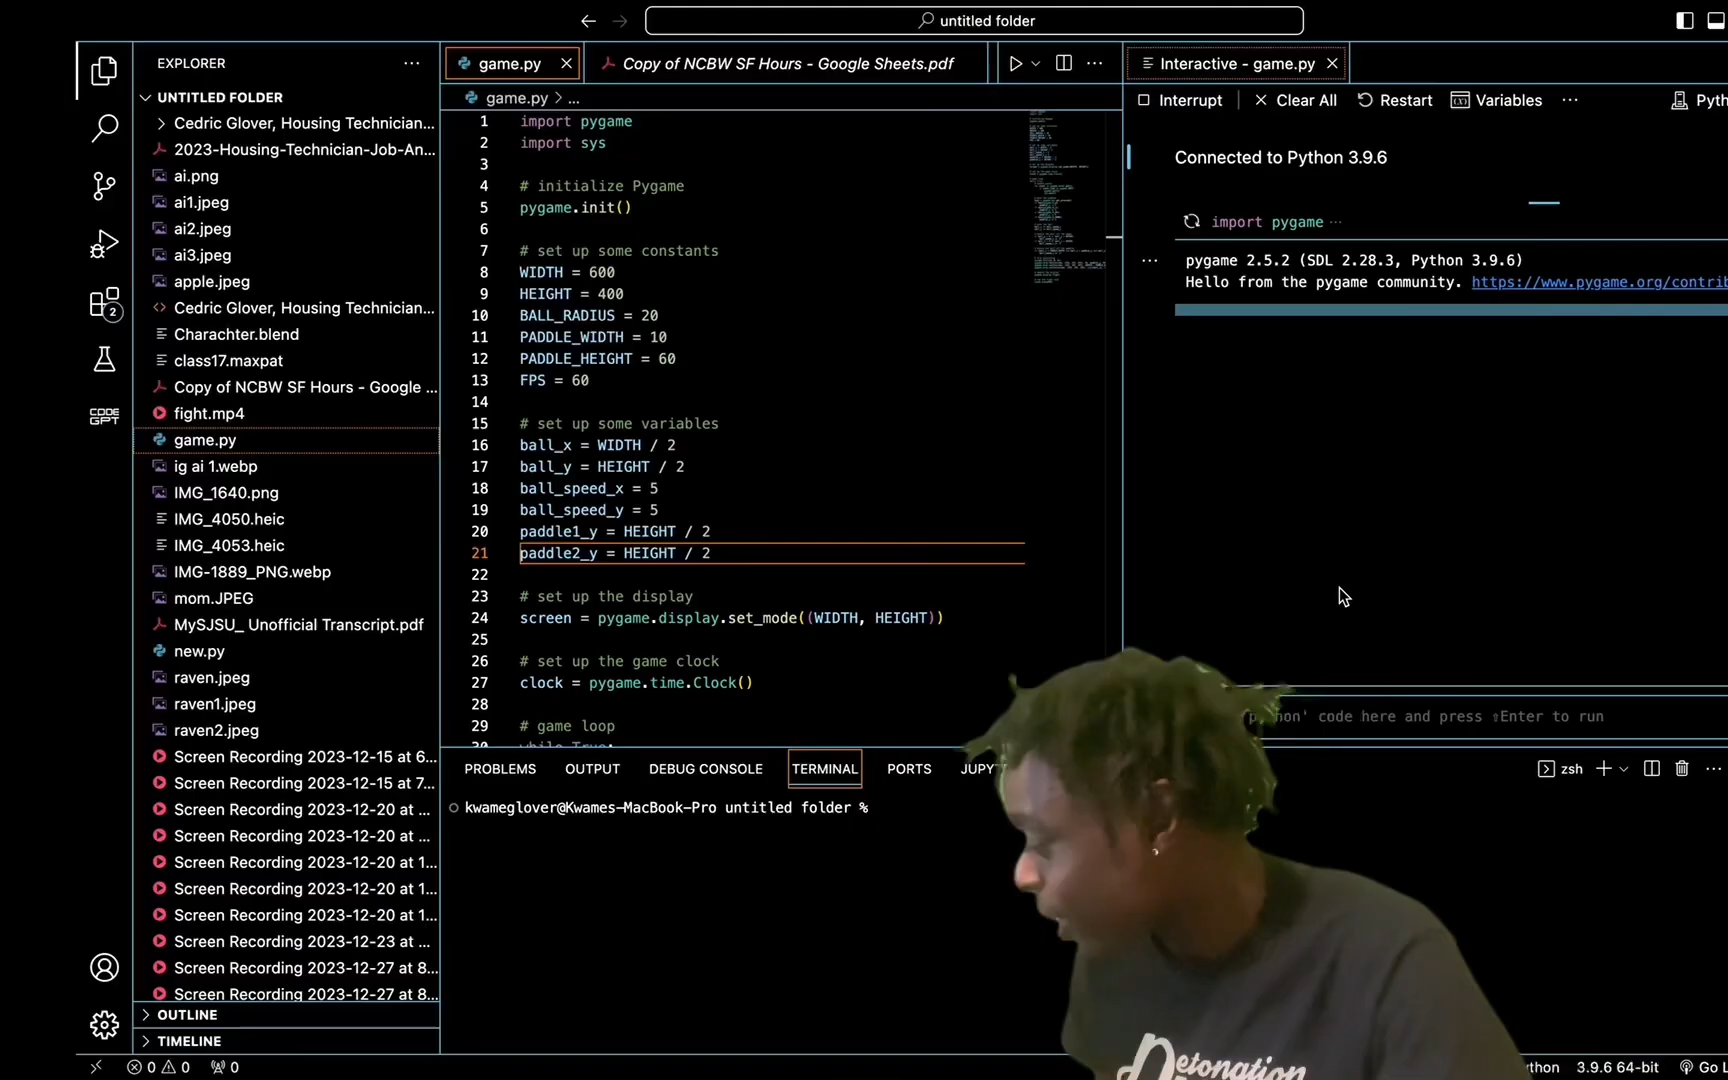 untitled folder
EXPLORER
UNTITLED FOLDER
Cedric Glover, Housing Technician...
2023-Housing-Technician-Job-An...
ai.png
ai1.jpeg
ai2.jpeg
ai3.jpeg
apple.jpeg
Cedric Glover, Housing Technician...
Charachter.blend
class17.maxpat
Copy of NCBW SF Hours - Google ...
fight.mp4
game.py
ig ai 1.webp
IMG_1640.png
IMG_4050.heic
IMG_4053.heic
IMG-1889_PNG.webp
mom.JPEG
MySJSU_ Unofficial Transcript.pdf
new.py
raven.jpeg
raven1.jpeg
raven2.jpeg
Screen Recording 2023-12-15 at 6...
Screen Recording 2023-12-15 at 7...
Screen Recording 2023-12-20 at ...
Screen Recording 2023-12-20 at ...
Screen Recording 2023-12-20 at 1...
Screen Recording 2023-12-20 at 1...
Screen Recording 2023-12-20 at 1...
Screen Recording 2023-12-23 at ...
Screen Recording 2023-12-27 at 8...
Screen Recording 2023-12-27 at 8...
OUTLINE
TIMELINE
2
CODE
GPT
game.py
Copy of NCBW SF Hours - Google Sheets.pdf
game.py > ...
1 import pygame
2 import sys
3
4 # initialize Pygame
5 pygame.init()
6
7 # set up some constants
8 WIDTH = 600
9 HEIGHT = 400
10 BALL_RADIUS = 20
11 PADDLE_WIDTH = 10
12 PADDLE_HEIGHT = 60
13 FPS = 60
14
15 # set up some variables
16 ball_x = WIDTH / 2
17 ball_y = HEIGHT / 2
18 ball_speed_x = 5
19 ball_speed_y = 5
20 paddle1_y = HEIGHT / 2
21 paddle2_y = HEIGHT / 2
22
23 # set up the display
24 screen = pygame.display.set_mode((WIDTH, HEIGHT))
25
26 # set up the game clock
27 clock = pygame.time.Clock()
28
29 # game loop
30 while True:
Interactive - game.py
Interrupt
Clear All
Restart
Variables
Connected to Python 3.9.6
import pygame ...
pygame 2.5.2 (SDL 2.28.3, Python 3.9.6)
Hello from the pygame community. https://www.pygame.org/contrib
code here and press ⇧Enter to run
PROBLEMS
OUTPUT
DEBUG CONSOLE
TERMINAL
PORTS
zsh
kwameglover@Kwames-MacBook-Pro untitled folder %
Detonation
0 0
0
3.9.6 64-bit
Go